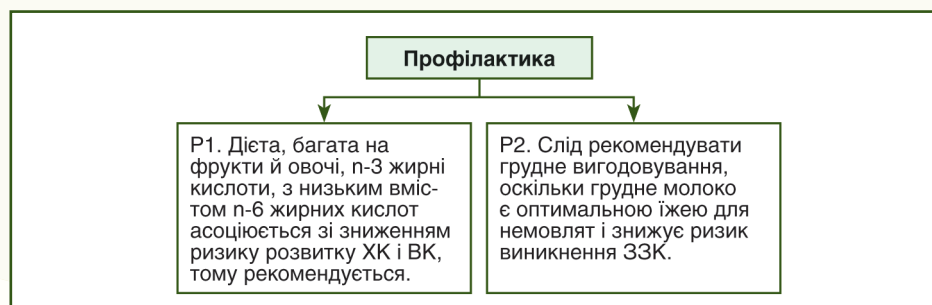 Профілактика
Р1. Дієта, багата на
фрукти й овочі, n-3 жирні
кислоти, з низьким вміс-
том n-6 жирних кислот
асоціюється зі зниженням
ризику розвитку ХК і ВК,
тому рекомендується.
Р2. Слід рекомендувати
грудне вигодовування,
оскільки грудне молоко
є оптимальною їжею для
немовлят і знижує ризик
виникнення ЗЗК.